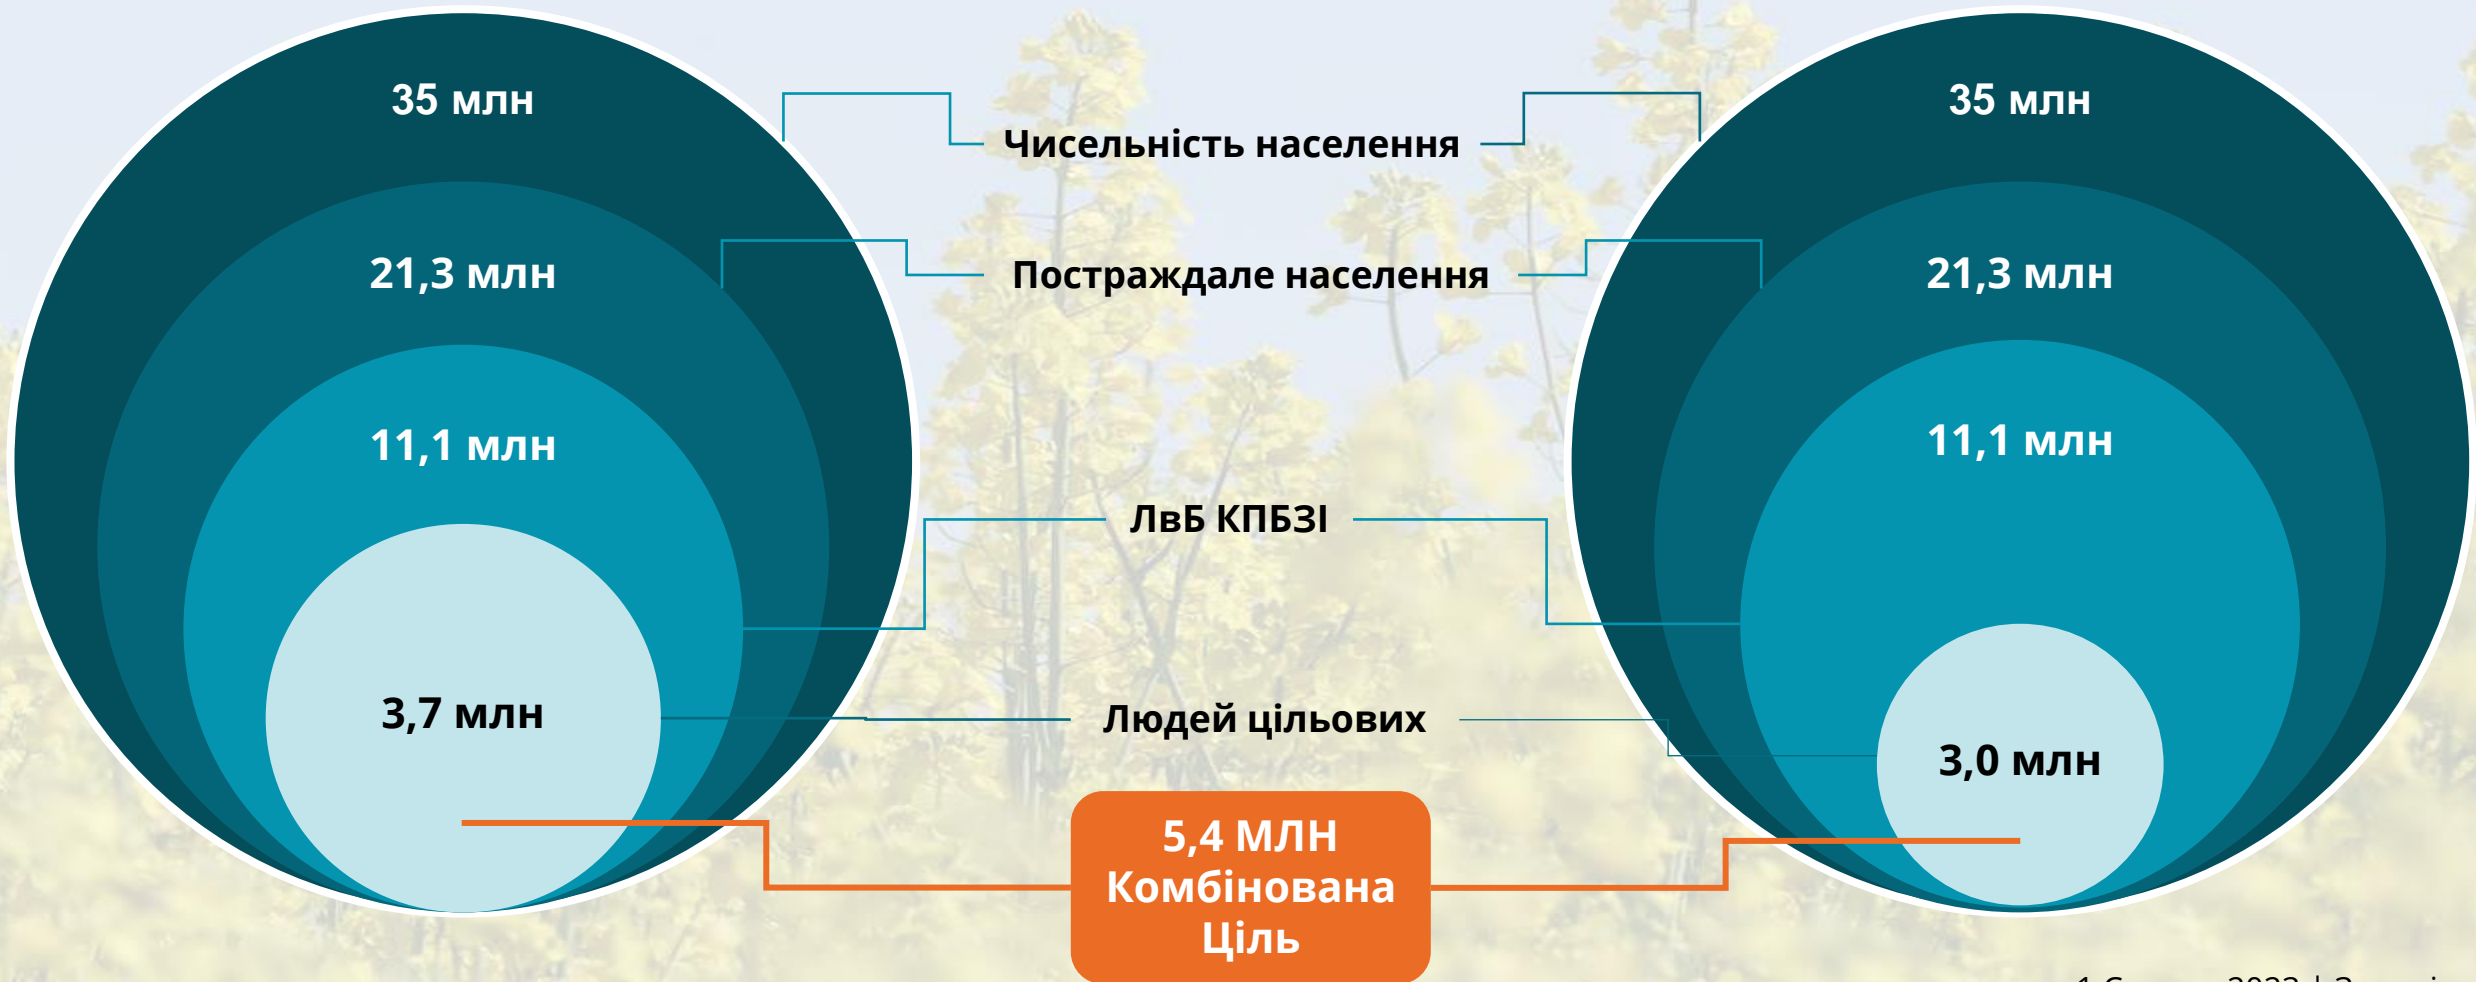 35 млн
21,3 млн
11,1 млн
3,7 млн
Чисельність населення
Постраждале населення
ЛвБ КПБЗІ
Людей цільових
5,4 МЛН
Комбінована
Ціль
35 млн
21,3 млн
11,1 млн
3,0 млн